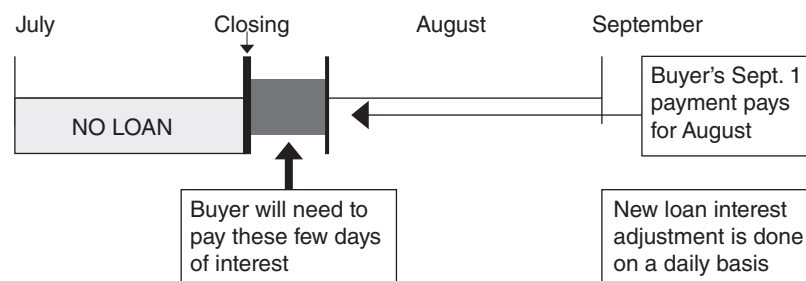 July Closing August September
NO LOAN
Buyer's Sept. 1
payment pays
for August
Buyer will need to
pay these few days
of interest
New loan interest
adjustment is done
on a daily basis